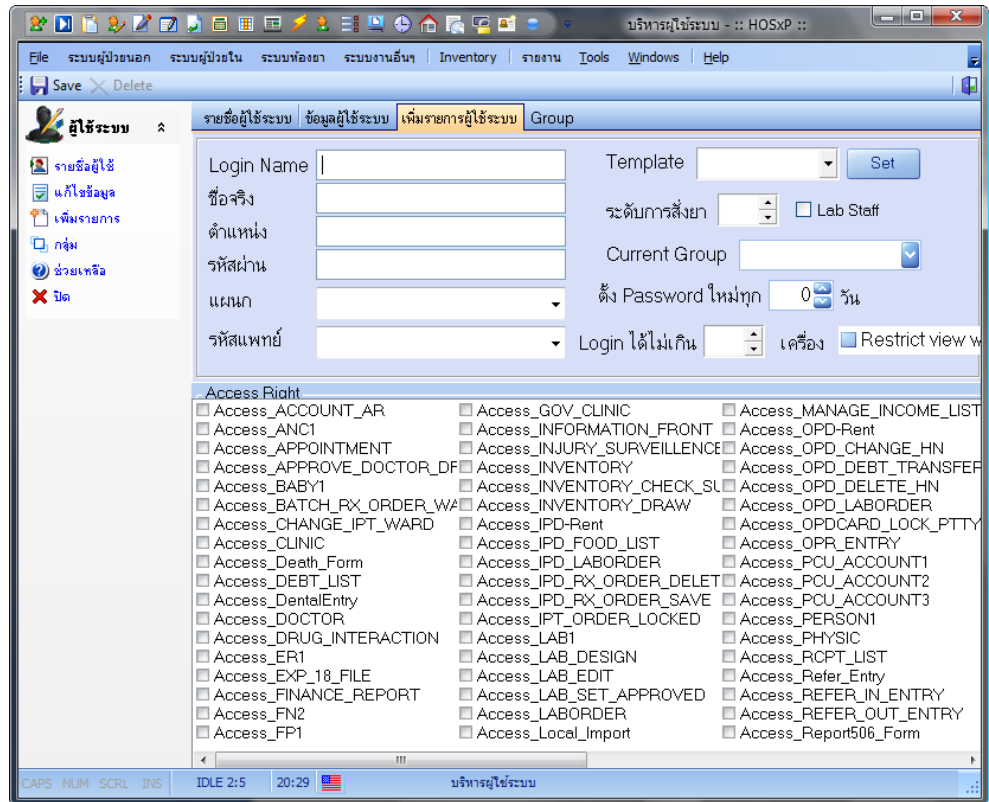 บริหารผู้ใช้ระบบ - :: HOSxP ::
File ระบบผู้ป่วยนอก ระบบผู้ป่วยใน ระบบห้องยา ระบบงานอื่นๆ Inventory รายงาน Tools Windows Help
Save Delete
ผู้ใช้ระบบ
รายชื่อผู้ใช้
แก้ไขข้อมูล
เพิ่มรายการ
กลุ่ม
ช่วยเหลือ
ปิด
รายชื่อผู้ใช้ระบบ ข้อมูลผู้ใช้ระบบ เพิ่มรายการผู้ใช้ระบบ Group
Login Name Template Set
ชื่อจริง
ระดับการสั่งยา Lab Staff
ตำแหน่ง
Current Group
รหัสผ่าน
แผนก ตั้ง Password ใหม่ทุก 0 วัน
รหัสแพทย์ Login ได้ไม่เกิน เครื่อง Restrict view w
Access Right
Access_ACCOUNT_AR Access_GOV_CLINIC Access_MANAGE_INCOME_LIST
Access_ANC1 Access_INFORMATION_FRONT Access_OPD-Rent
Access_APPOINTMENT Access_INJURY_SURVEILLENCE Access_OPD_CHANGE_HN
Access_APPROVE_DOCTOR_DF Access_INVENTORY Access_OPD_DEBT_TRANSFER
Access_BABY1 Access_INVENTORY_CHECK_SU Access_OPD_DELETE_HN
Access_BATCH_RX_ORDER_WA Access_INVENTORY_DRAW Access_OPD_LABORDER
Access_CHANGE_IPT_WARD Access_IPD-Rent Access_OPDCARD_LOCK_PTTY
Access_CLINIC Access_IPD_FOOD_LIST Access_OPR_ENTRY
Access_Death_Form Access_IPD_LABORDER Access_PCU_ACCOUNT1
Access_DEBT_LIST Access_IPD_RX_ORDER_DELET Access_PCU_ACCOUNT2
Access_DentalEntry Access_IPD_RX_ORDER_SAVE Access_PCU_ACCOUNT3
Access_DOCTOR Access_IPT_ORDER_LOCKED Access_PERSON1
Access_DRUG_INTERACTION Access_LAB1 Access_PHYSIC
Access_ER1 Access_LAB_DESIGN Access_RCPT_LIST
Access_EXP_18_FILE Access_LAB_EDIT Access_Refer_Entry
Access_FINANCE_REPORT Access_LAB_SET_APPROVED Access_REFER_IN_ENTRY
Access_FN2 Access_LABORDER Access_REFER_OUT_ENTRY
Access_FP1 Access_Local_Import Access_Report506_Form
CAPS NUM SCRL INS IDLE 2:5 20:29 บริหารผู้ใช้ระบบ